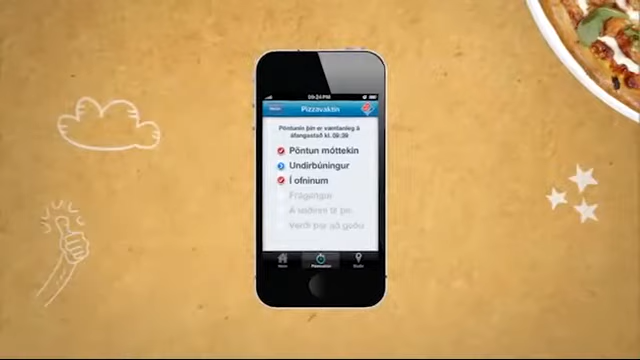 09:24 PM
Pizzavaktin
Pöntunin þín er væntanleg á
áfangastað kl. 09:39
Pöntun móttekin
Undirbúningur
Í ofninum
Frágangur
Á leiðinni til þín
Verði þér að góðu
Pizzavaktin